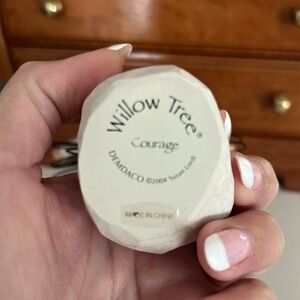 Willow Tree®
Courage
DEMDACO ©2004 Susan Lordi
MADE IN CHINA